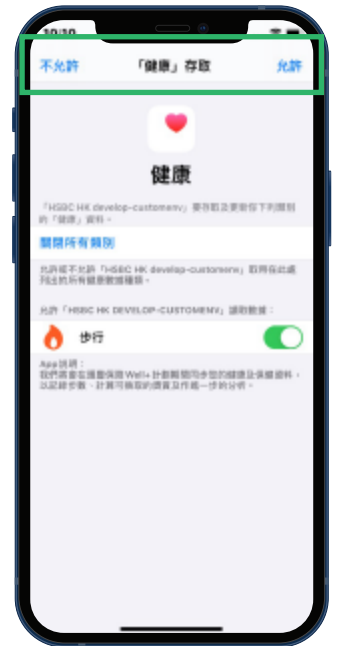 10:10
不允許 「健康」存取 允許
健康
「HSBC HK develop-customenv」要存取及更新你下列類別
的「健康」資料。
關閉所有類別
允許或不允許「HSBC HK develop-customenv」取得在此處
列出的所有健康數據種類。
允許「HSBC HK DEVELOP-CUSTOMENV」讀取數據：
步行
App 說明：
我們將會在滙豐保險 Well+ 計劃期間同步您的健康及保健資料，
以記錄步數、計算可換取的獎賞及作進一步的分析。